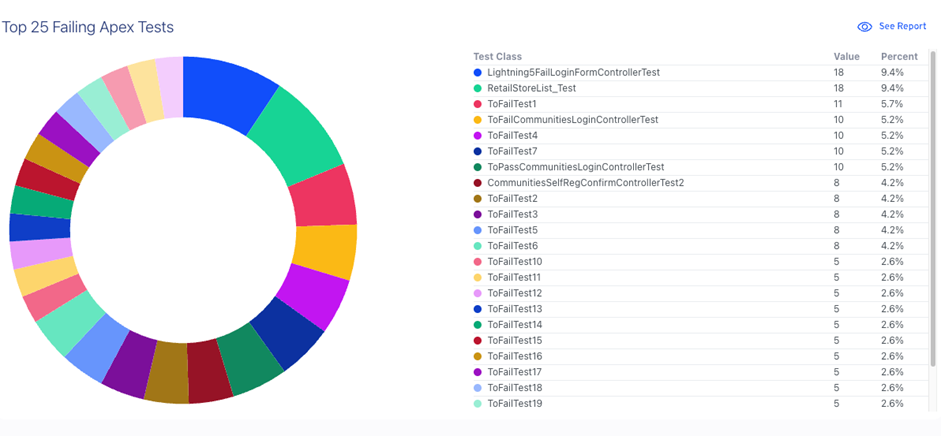 Top 25 Failing Apex Tests
See Report
Test Class Value Percent
Lightning5FailLoginFormControllerTest 18 9.4%
RetailStoreList_Test 18 9.4%
ToFailTest1 11 5.7%
ToFailCommunitiesLoginControllerTest 10 5.2%
ToFailTest4 10 5.2%
ToFailTest7 10 5.2%
ToPassCommunitiesLoginControllerTest 10 5.2%
CommunitiesSelfRegConfirmControllerTest2 8 4.2%
ToFailTest2 8 4.2%
ToFailTest3 8 4.2%
ToFailTest5 8 4.2%
ToFailTest6 8 4.2%
ToFailTest10 5 2.6%
ToFailTest11 5 2.6%
ToFailTest12 5 2.6%
ToFailTest13 5 2.6%
ToFailTest14 5 2.6%
ToFailTest15 5 2.6%
ToFailTest16 5 2.6%
ToFailTest17 5 2.6%
ToFailTest18 5 2.6%
ToFailTest19 5 2.6%